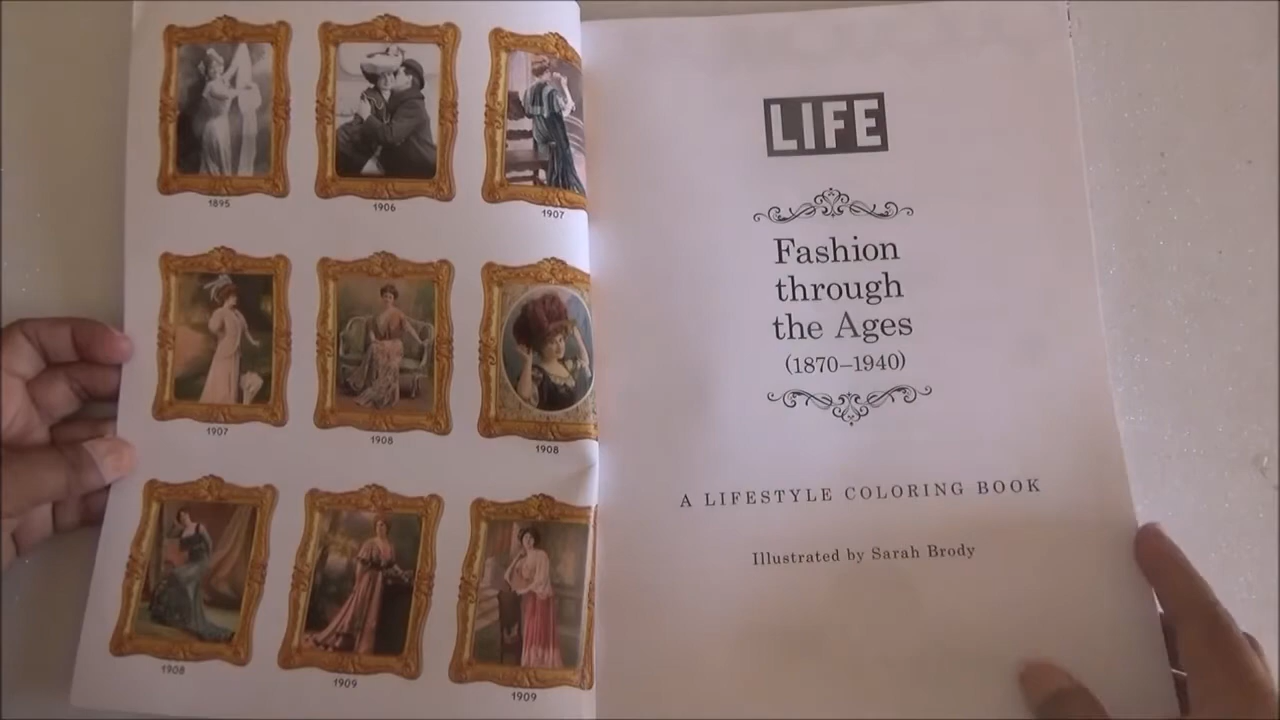 1895
1906
1907
1907
1908
1908
1908
1909
1909
LIFE
Fashion
through
the Ages
(1870–1940)
A LIFESTYLE COLORING BOOK
Illustrated by Sarah Brody